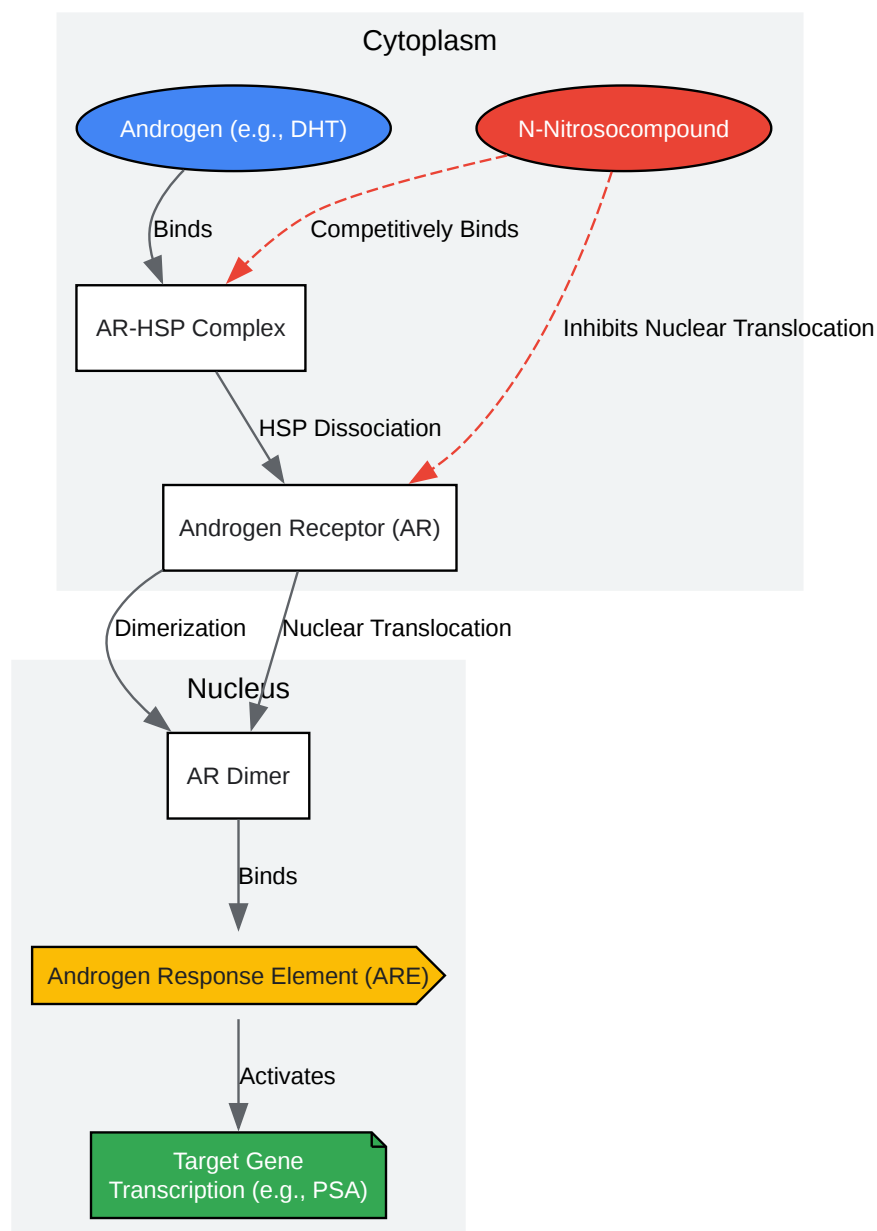 Cytoplasm
Androgen (e.g., DHT)
N-Nitrosocompound
Binds
Competitively Binds
AR-HSP Complex
Inhibits Nuclear Translocation
HSP Dissociation
Androgen Receptor (AR)
Dimerization
Nuclear Translocation
Nucleus
AR Dimer
Binds
Androgen Response Element (ARE)
Activates
Target Gene
Transcription (e.g., PSA)